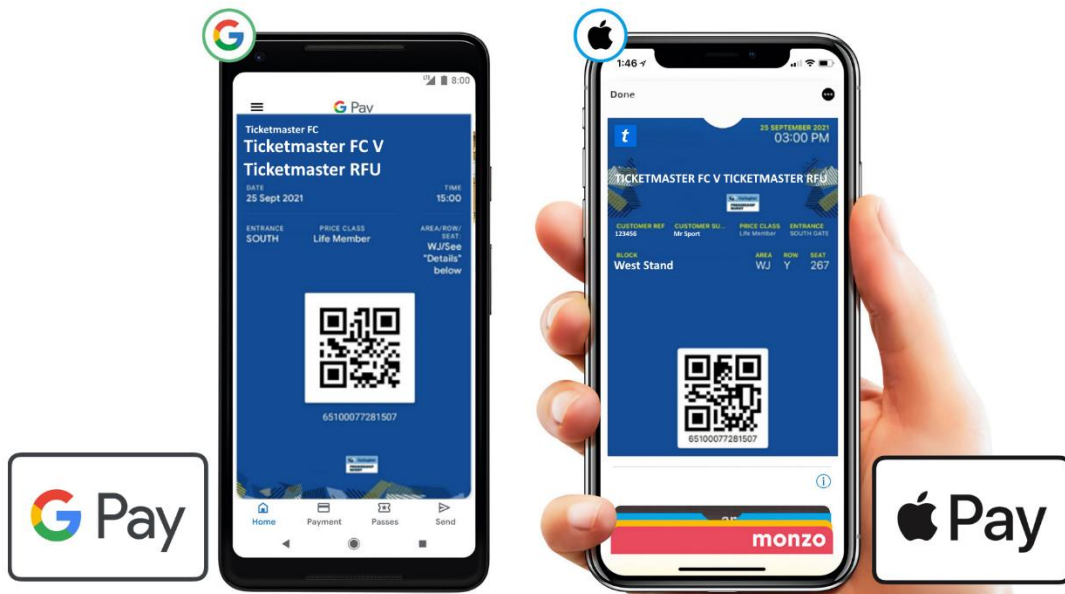 8:00
G Pay
Ticketmaster FC
Ticketmaster FC V
Ticketmaster RFU
DATE
TIME
25 Sept 2021
15:00
ENTRANCE
PRICE CLASS
AREA/ROW/
SEAT:
SOUTH
Life Member
WJ/See
"Details"
below
65100077281507
Home
Payment
Passes
Send
G Pay
1:46
Done
t
25 SEPTEMBER 2021
03:00 PM
TICKETMASTER FC V TICKETMASTER RFU
CUSTOMER REF
CUSTOMER SU...
PRICE CLASS
ENTRANCE
123456
Mr Sport
Life Member
SOUTH GATE
BLOCK
AREA
ROW
SEAT
West Stand
WJ
Y
267
65100077281507
monzo
Pay